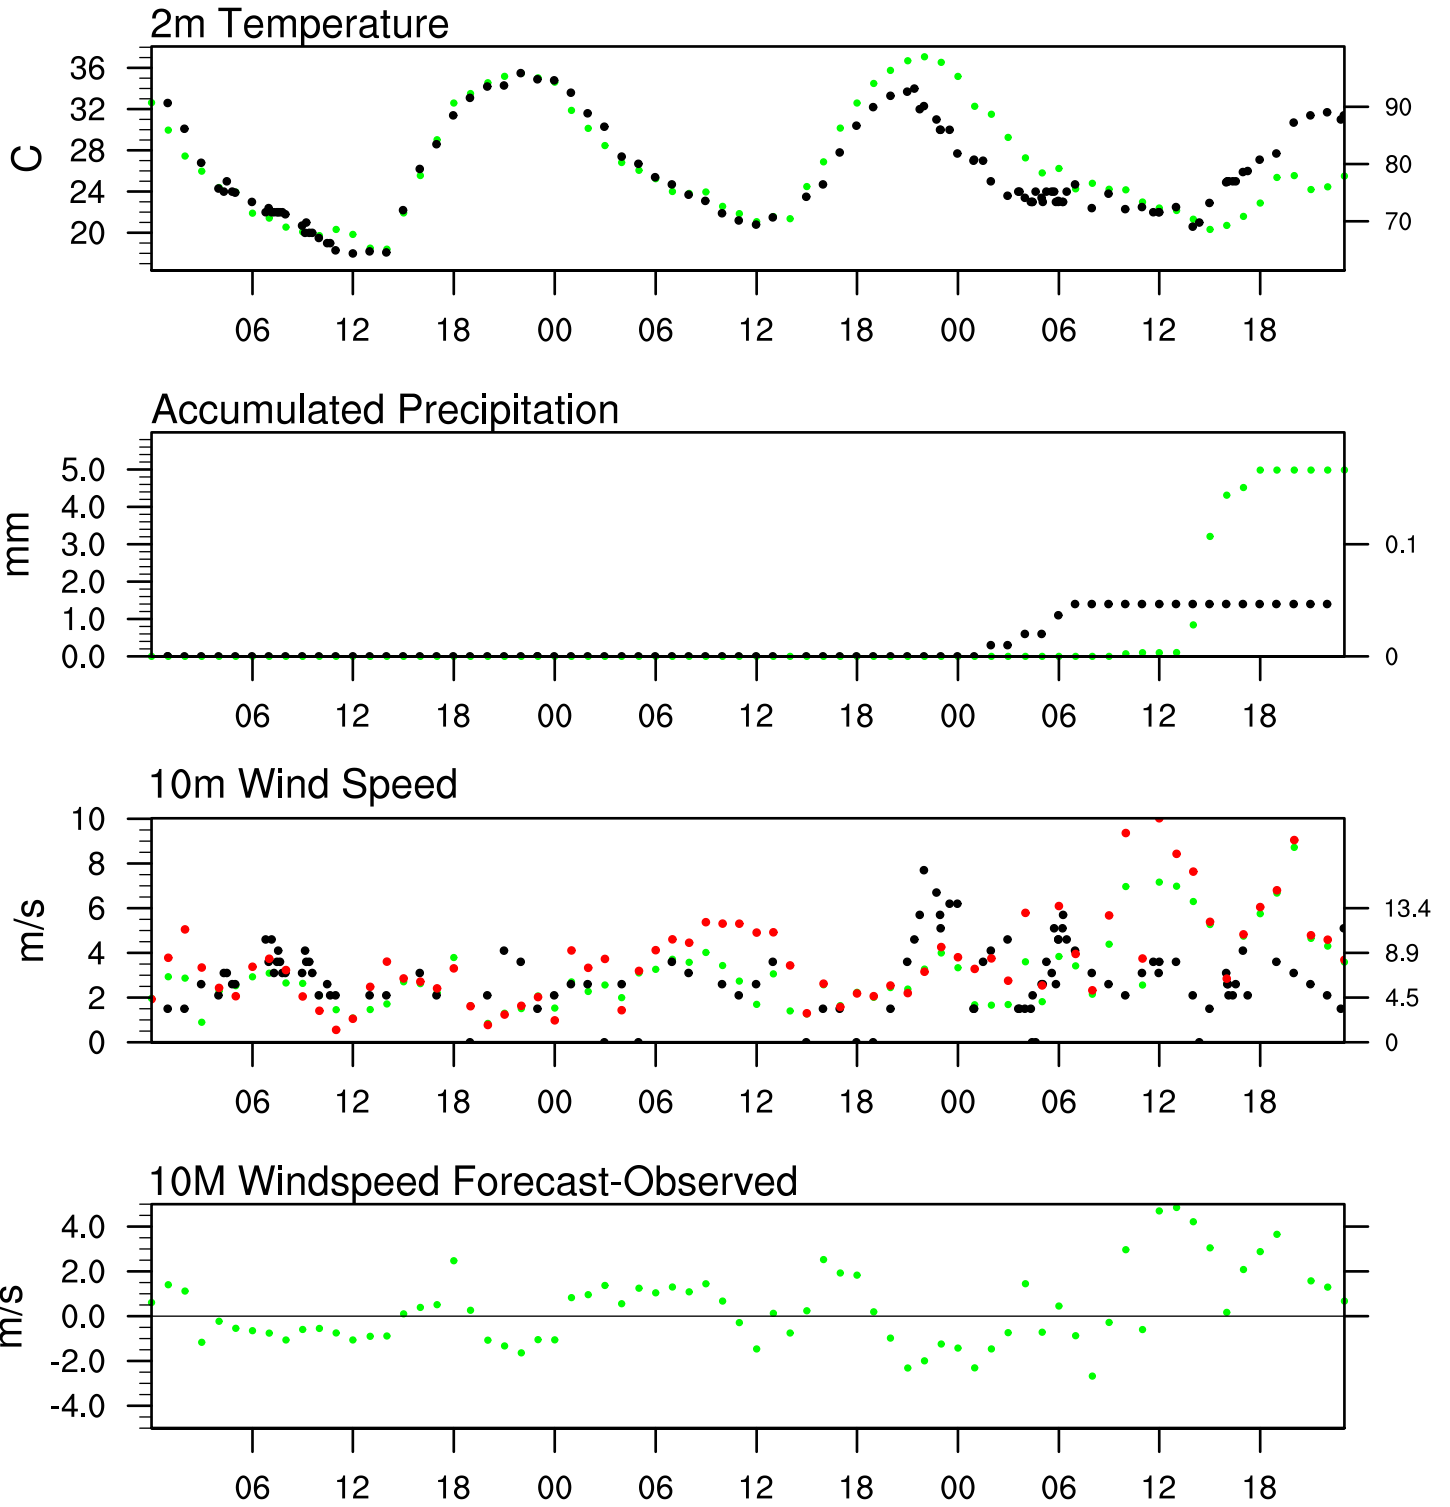 2m Temperature
36
32
28
24
20
C
90
80
70
06 12 18 00 06 12 18 00 06 12 18
Accumulated Precipitation
5.0
4.0
3.0
2.0
1.0
0.0
mm
0.1
0
06 12 18 00 06 12 18 00 06 12 18
10m Wind Speed
10
8
6
4
2
0
m/s
13.4
8.9
4.5
0
06 12 18 00 06 12 18 00 06 12 18
10M Windspeed Forecast-Observed
4.0
2.0
0.0
-2.0
-4.0
m/s
06 12 18 00 06 12 18 00 06 12 18